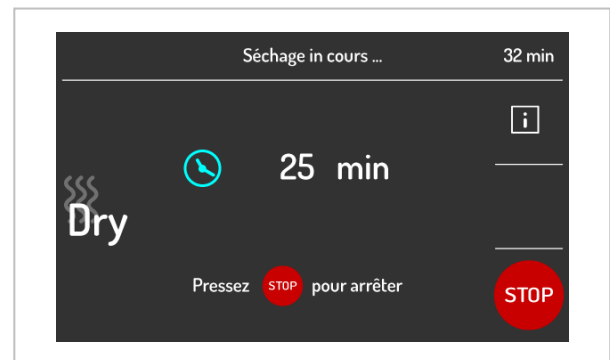 Séchage in cours ... 32 min
i
25 min
Dry
Pressez STOP pour arrêter
STOP